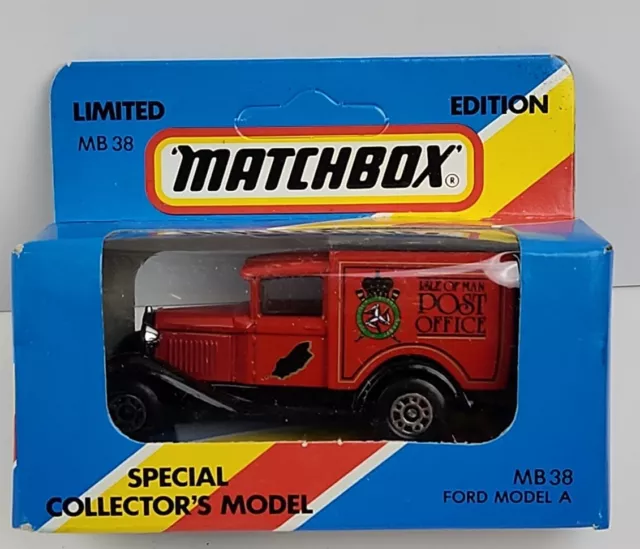 LIMITED
EDITION
MB 38
'MATCHBOX'
®
ISLE OF MAN
POST
OFFICE
SPECIAL
COLLECTOR'S MODEL
MB 38
FORD MODEL A